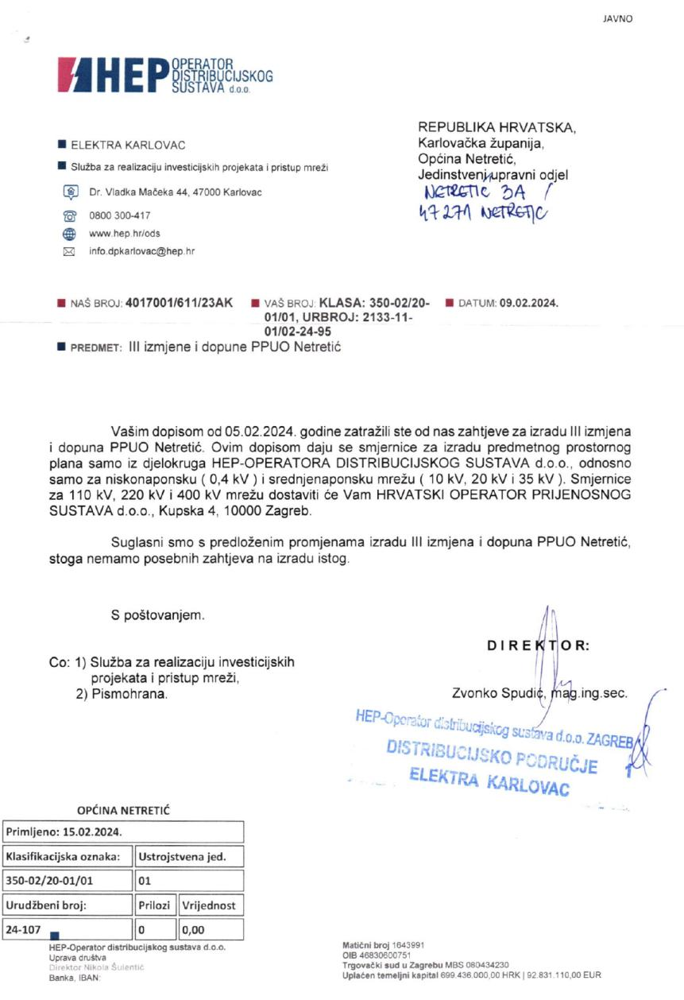 JAVNO
HEP OPERATOR
DISTRIBUCIJSKOG
SUSTAVA d.o.o.
ELEKTRA KARLOVAC
Služba za realizaciju investicijskih projekata i pristup mreži
Dr. Vladka Mačeka 44, 47000 Karlovac
0800 300-417
www.hep.hr/ods
info.dpkarlovac@hep.hr
REPUBLIKA HRVATSKA,
Karlovačka županija,
Općina Netretić,
Jedinstveni upravni odjel
NETRETIĆ 3A
47271 NETRETIĆ
NAŠ BROJ: 4017001/611/23AK VAŠ BROJ: KLASA: 350-02/20- DATUM: 09.02.2024.
01/01, URBROJ: 2133-11-
01/02-24-95
PREDMET: III izmjene i dopune PPUO Netretić
Vašim dopisom od 05.02.2024. godine zatražili ste od nas zahtjeve za izradu III izmjena
i dopuna PPUO Netretić. Ovim dopisom daju se smjernice za izradu predmetnog prostornog
plana samo iz djelokruga HEP-OPERATORA DISTRIBUCIJSKOG SUSTAVA d.o.o., odnosno
samo za niskonaponsku ( 0,4 kV ) i srednjenaponsku mrežu ( 10 kV, 20 kV i 35 kV ). Smjernice
za 110 kV, 220 kV i 400 kV mrežu dostaviti će Vam HRVATSKI OPERATOR PRIJENOSNOG
SUSTAVA d.o.o., Kupska 4, 10000 Zagreb.
Suglasni smo s predloženim promjenama izradu III izmjena i dopuna PPUO Netretić,
stoga nemamo posebnih zahtjeva na izradu istog.
S poštovanjem.
DIREKTOR:
Co: 1) Služba za realizaciju investicijskih
projekata i pristup mreži,
2) Pismohrana.
Zvonko Spudić, mag.ing.sec.
HEP-Operator distribucijskog sustava d.o.o. ZAGREB
DISTRIBUCIJSKO PODRUČJE 1
ELEKTRA KARLOVAC
OPĆINA NETRETIĆ
Primljeno: 15.02.2024.
Klasifikacijska oznaka: Ustrojstvena jed.
350-02/20-01/01 01
Urudžbeni broj: Prilozi Vrijednost
24-107 0 0,00
HEP-Operator distribucijskog sustava d.o.o.
Uprava društva
Direktor Nikola Šulentić
Banka, IBAN:
Matični broj 1643991
OIB 46830600751
Trgovački sud u Zagrebu MBS 080434230
Uplaćen temeljni kapital 699.436.000,00 HRK | 92.831.110,00 EUR